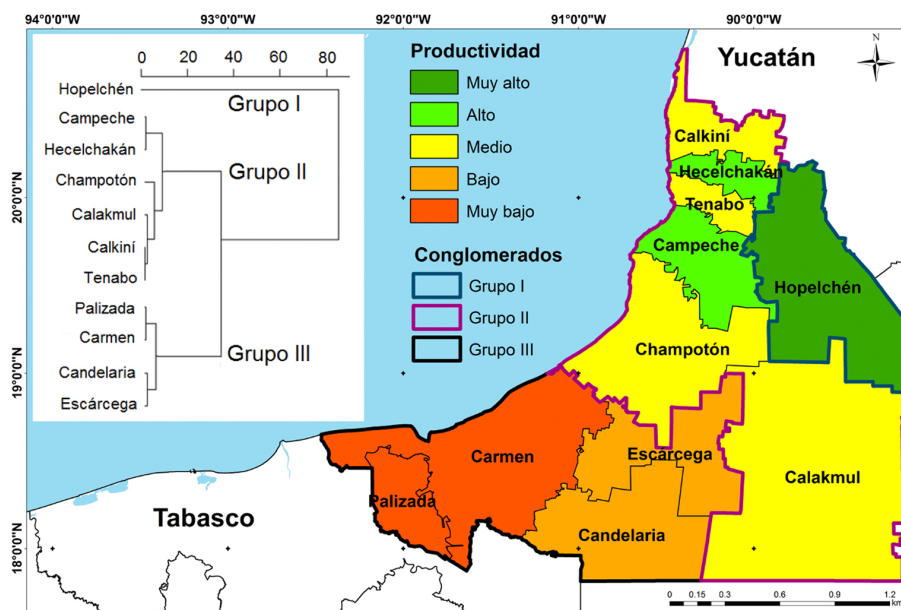 94°0'0"W 93°0'0"W 92°0'0"W 91°0'0"W 90°0'0"W
0 20 40 60 80
Hopelchén
Campeche
Hecelchakán
Champotón
Calakmul
Calkiní
Tenabo
Palizada
Carmen
Candelaria
Escárcega
Grupo I
Grupo II
Grupo III
Productividad
Muy alto
Alto
Medio
Bajo
Muy bajo
Conglomerados
Grupo I
Grupo II
Grupo III
Yucatán
N
Calkiní
Hecelchakán
Tenabo
Campeche
Hopelchén
Champotón
Carmen
Escárcega
Calakmul
Palizada
Candelaria
Tabasco
20°0'0"N
19°0'0"N
18°0'0"N
0 0.15 0.3 0.6 0.9 1.2
km